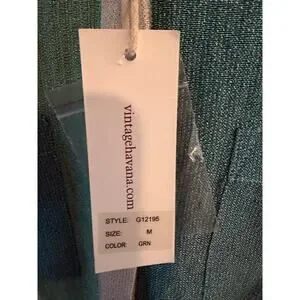 vintagehavana.com
STYLE: G12195
SIZE: M
COLOR: GRN